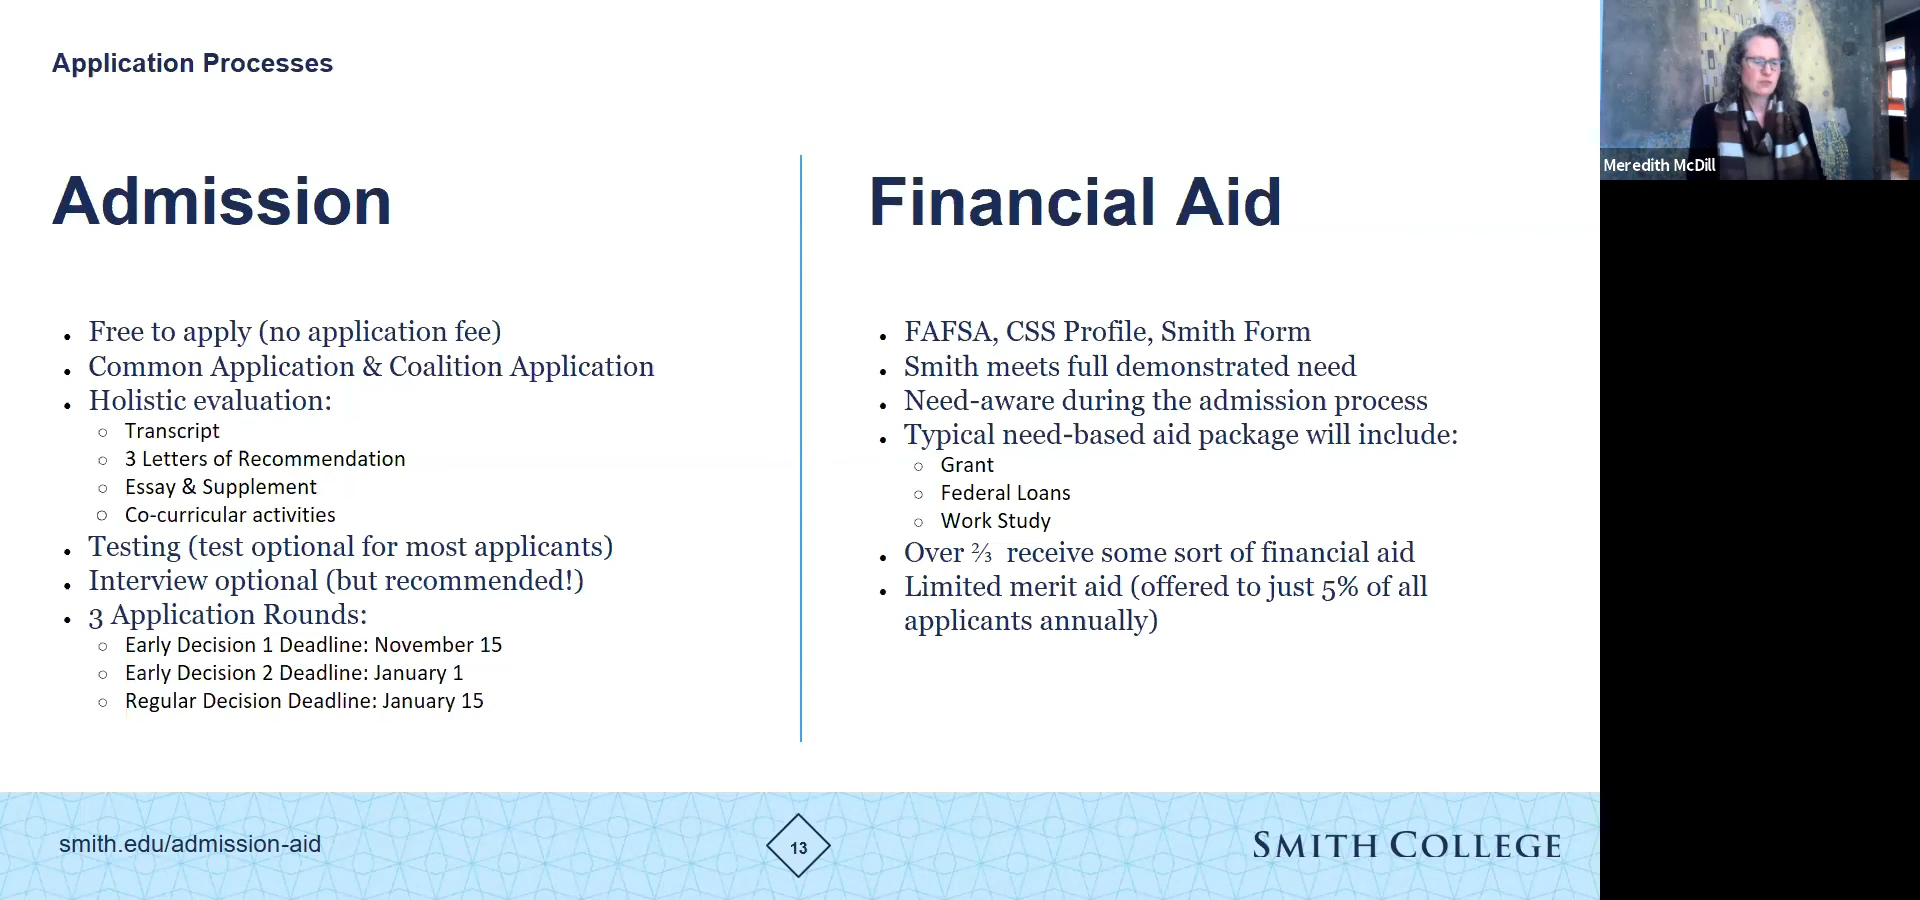 Application Processes
Admission
Free to apply (no application fee)
Common Application & Coalition Application
Holistic evaluation:
Transcript
3 Letters of Recommendation
Essay & Supplement
Co-curricular activities
Testing (test optional for most applicants)
Interview optional (but recommended!)
3 Application Rounds:
Early Decision 1 Deadline: November 15
Early Decision 2 Deadline: January 1
Regular Decision Deadline: January 15
Financial Aid
FAFSA, CSS Profile, Smith Form
Smith meets full demonstrated need
Need-aware during the admission process
Typical need-based aid package will include:
Grant
Federal Loans
Work Study
Over ⅔ receive some sort of financial aid
Limited merit aid (offered to just 5% of all
applicants annually)
smith.edu/admission-aid
13
SMITH COLLEGE
Meredith McDill